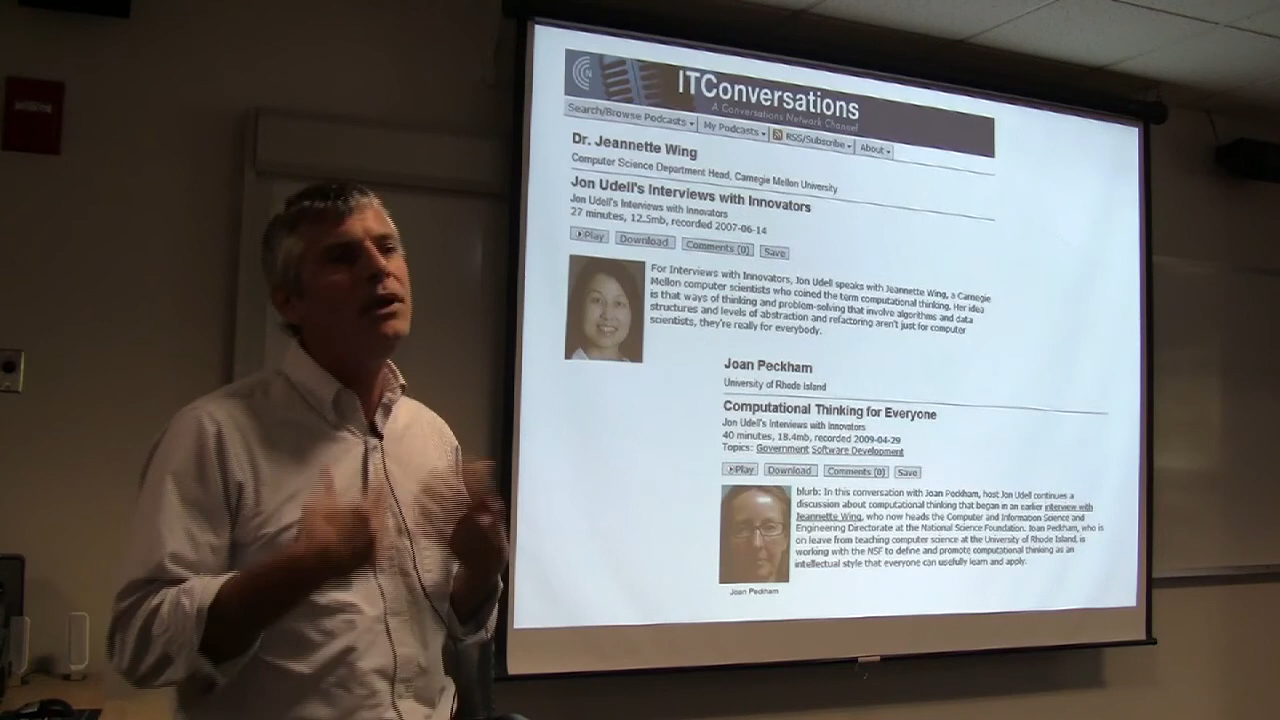 ITConversations
A Conversations Network Channel
Search/Browse Podcasts My Podcasts RSS/Subscribe About
Dr. Jeannette Wing
Computer Science Department Head, Carnegie Mellon University
Jon Udell's Interviews with Innovators
Jon Udell's Interviews with Innovators
27 minutes, 12.5mb, recorded 2007-06-14
Play Download Comments (0) Save
For Interviews with Innovators, Jon Udell speaks with Jeannette Wing, a Carnegie
Mellon computer scientists who coined the term computational thinking. Her idea
is that ways of thinking and problem-solving that involve algorithms and data
structures and levels of abstraction and refactoring aren't just for computer
scientists, they're really for everybody.
Joan Peckham
University of Rhode Island
Computational Thinking for Everyone
Jon Udell's Interviews with Innovators
40 minutes, 18.4mb, recorded 2009-04-29
Topics: Government Software Development
Play Download Comments (0) Save
blurb: In this conversation with Joan Peckham, host Jon Udell continues a
discussion about computational thinking that began in an earlier interview with
Jeannette Wing, who now heads the Computer and Information Science and
Engineering Directorate at the National Science Foundation. Joan Peckham, who is
on leave from teaching computer science at the University of Rhode Island, is
working with the NSF to define and promote computational thinking as an
intellectual style that everyone can usefully learn and apply.
Joan Peckham